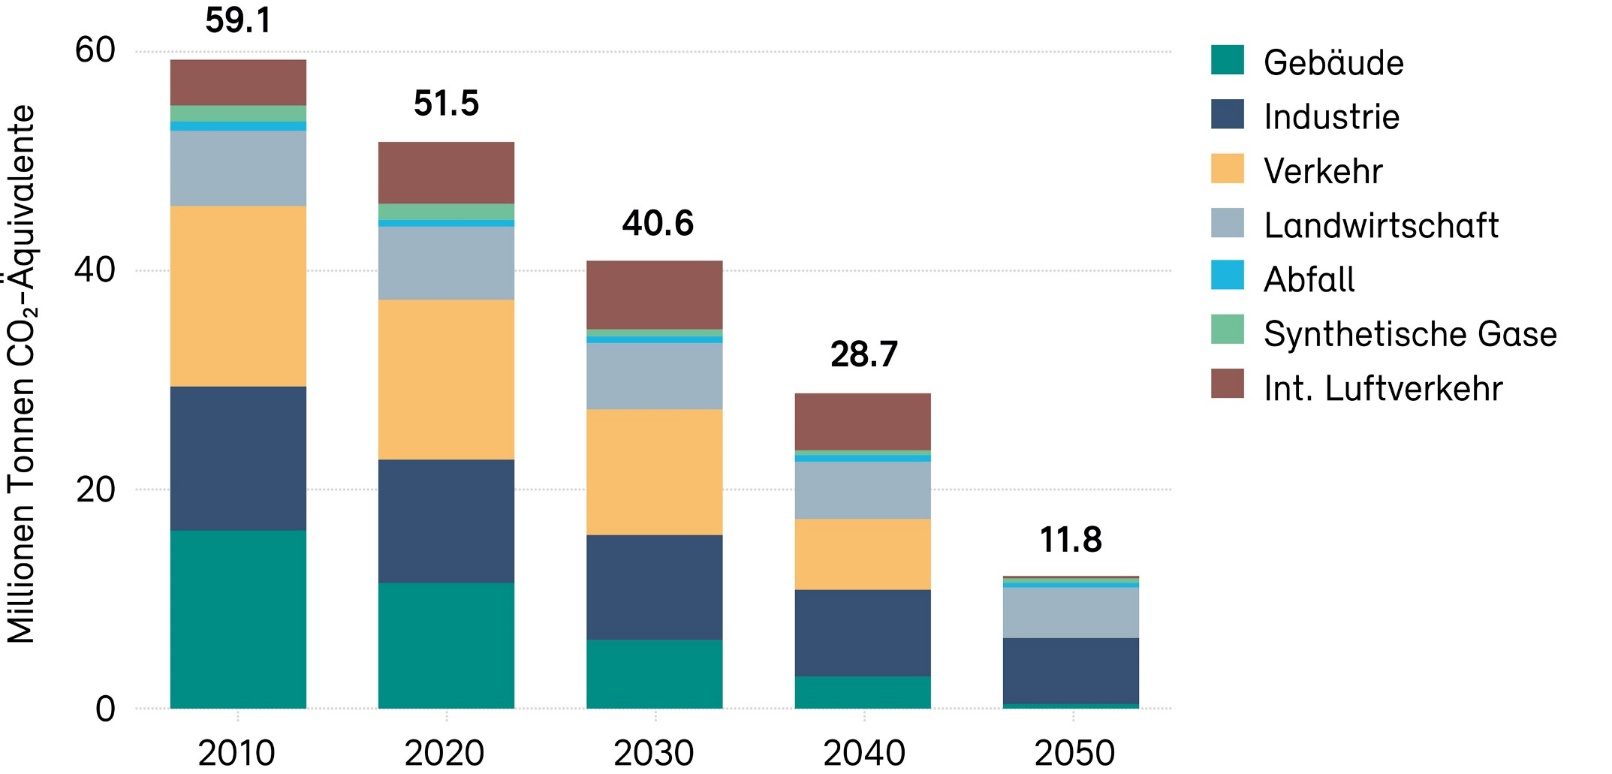 59.1
60
51.5
40.6
40
28.7
20
11.8
0
2010 2020 2030 2040 2050
Millionen Tonnen CO₂-Äquivalente
Gebäude
Industrie
Verkehr
Landwirtschaft
Abfall
Synthetische Gase
Int. Luftverkehr